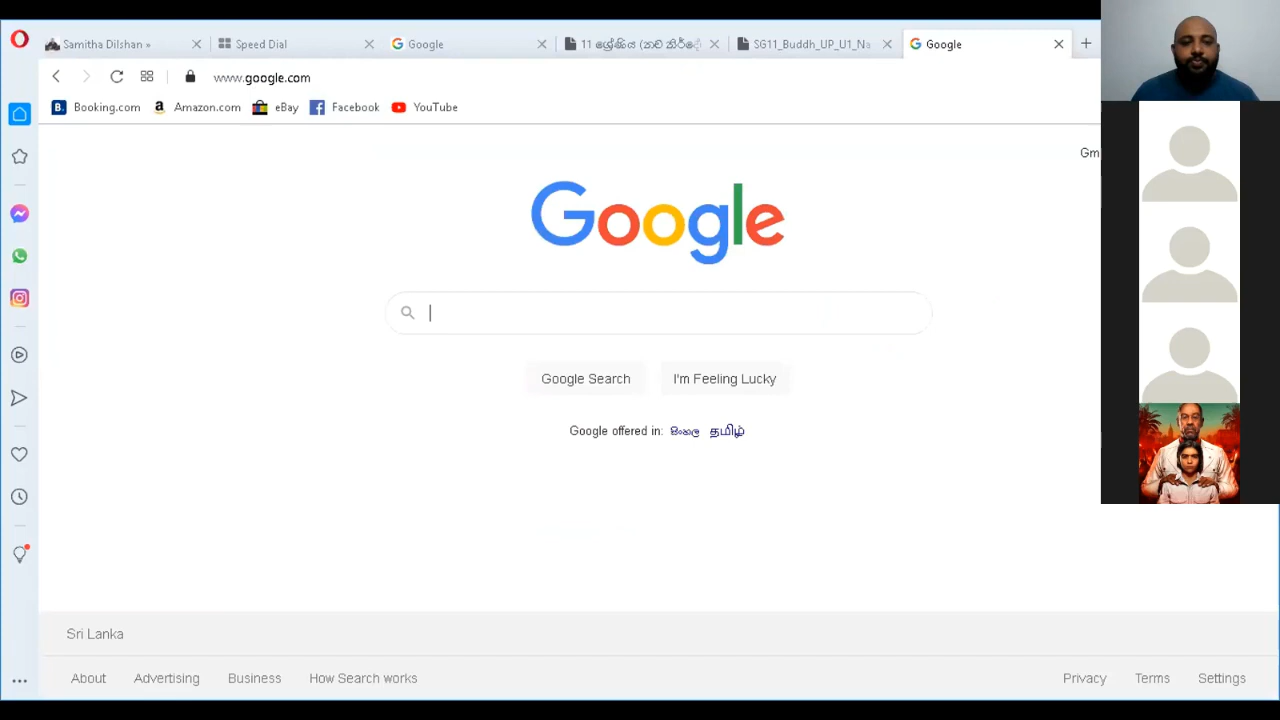 Samitha Dilshan »
Speed Dial
Google
11 ශ්‍රේණිය (නව නිර්දේ
SG11_Buddh_UP_U1_Na
Google
www.google.com
Booking.com
Amazon.com
eBay
Facebook
YouTube
Gm
Google
Google Search
I'm Feeling Lucky
Google offered in: සිංහල தமிழ்
Sri Lanka
About
Advertising
Business
How Search works
Privacy
Terms
Settings